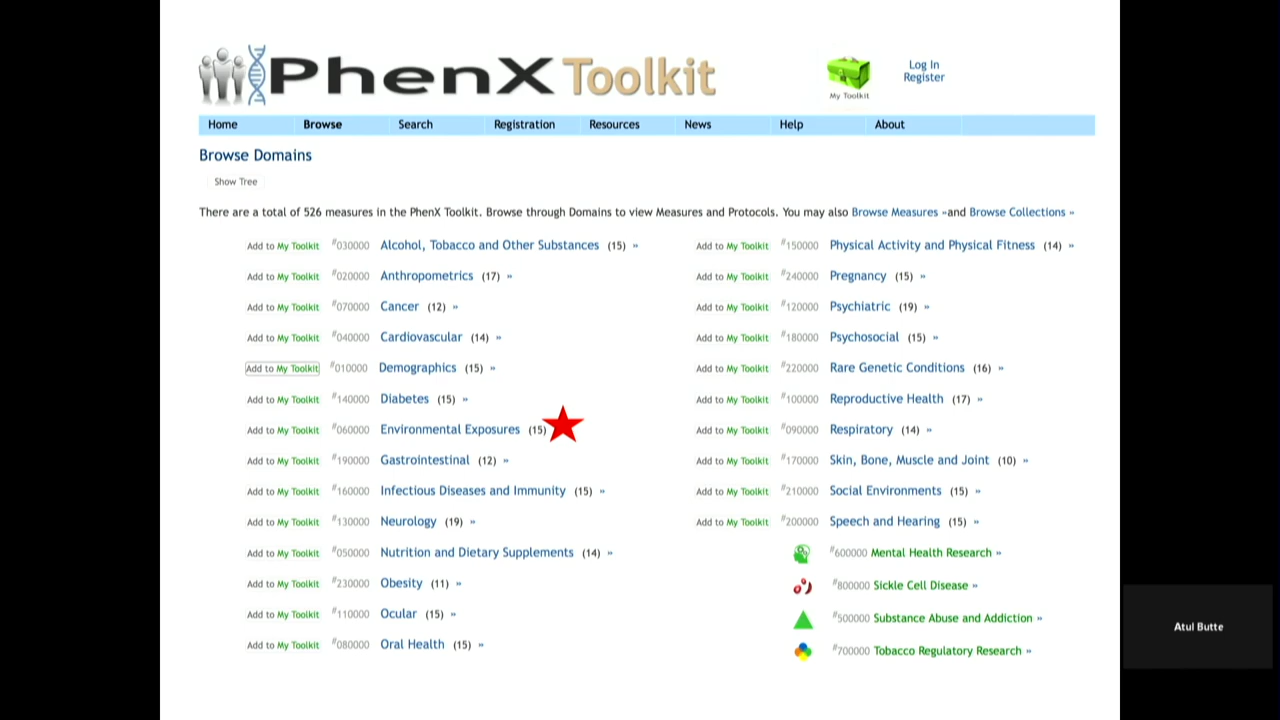 PhenX Toolkit
My Toolkit
Log In
Register
Home Browse Search Registration Resources News Help About
Browse Domains
Show Tree
There are a total of 526 measures in the PhenX Toolkit. Browse through Domains to view Measures and Protocols. You may also Browse Measures »and Browse Collections »
Add to My Toolkit #030000 Alcohol, Tobacco and Other Substances (15) »
Add to My Toolkit #020000 Anthropometrics (17) »
Add to My Toolkit #070000 Cancer (12) »
Add to My Toolkit #040000 Cardiovascular (14) »
Add to My Toolkit #010000 Demographics (15) »
Add to My Toolkit #140000 Diabetes (15) »
Add to My Toolkit #060000 Environmental Exposures (15)
Add to My Toolkit #190000 Gastrointestinal (12) »
Add to My Toolkit #160000 Infectious Diseases and Immunity (15) »
Add to My Toolkit #130000 Neurology (19) »
Add to My Toolkit #050000 Nutrition and Dietary Supplements (14) »
Add to My Toolkit #230000 Obesity (11) »
Add to My Toolkit #110000 Ocular (15) »
Add to My Toolkit #080000 Oral Health (15) »
Add to My Toolkit #150000 Physical Activity and Physical Fitness (14) »
Add to My Toolkit #240000 Pregnancy (15) »
Add to My Toolkit #120000 Psychiatric (19) »
Add to My Toolkit #180000 Psychosocial (15) »
Add to My Toolkit #220000 Rare Genetic Conditions (16) »
Add to My Toolkit #100000 Reproductive Health (17) »
Add to My Toolkit #090000 Respiratory (14) »
Add to My Toolkit #170000 Skin, Bone, Muscle and Joint (10) »
Add to My Toolkit #210000 Social Environments (15) »
Add to My Toolkit #200000 Speech and Hearing (15) »
#600000 Mental Health Research »
#800000 Sickle Cell Disease »
#500000 Substance Abuse and Addiction »
#700000 Tobacco Regulatory Research »
Atul Butte